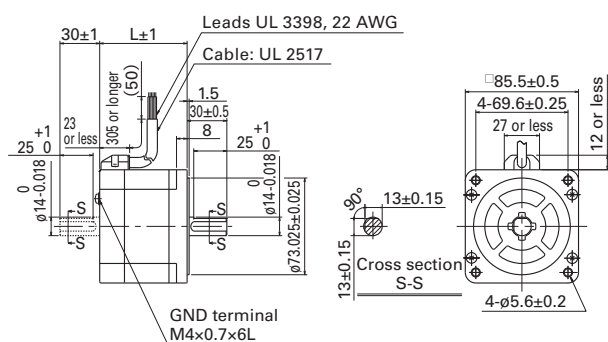 Leads UL 3398, 22 AWG
Cable: UL 2517
30±1
L±1
305 or longer
(50)
23
or less
25 +1 0
0
ø14-0.018
1.5
30±0.5
8
25 +1 0
0
ø14-0.018
ø73.025±0.025
S
S
S
S
GND terminal
M4×0.7×6L
90°
13±0.15
13±0.15
Cross section
S-S
□85.5±0.5
4-69.6±0.25
27 or less
12 or less
4-ø5.6±0.2